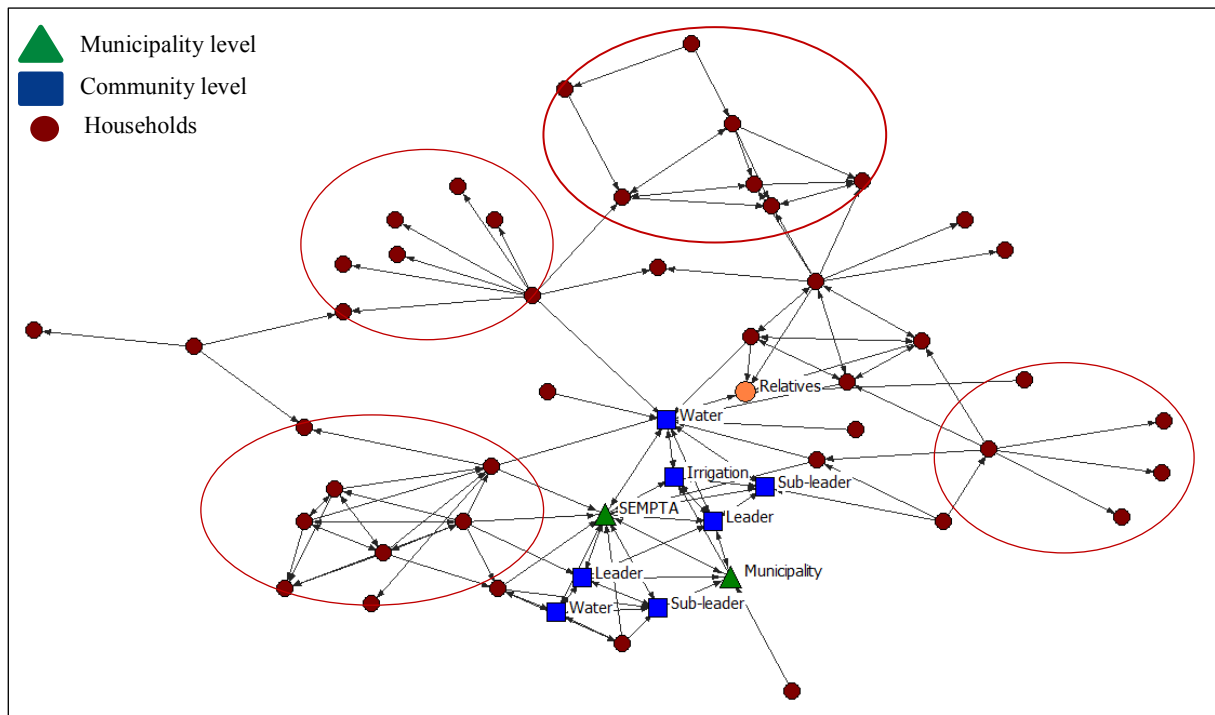 Municipality level
Community level
Households
Relatives
Water
Irrigation
Sub-leader
SEMPTA
Leader
Municipality
Leader
Water
Sub-leader